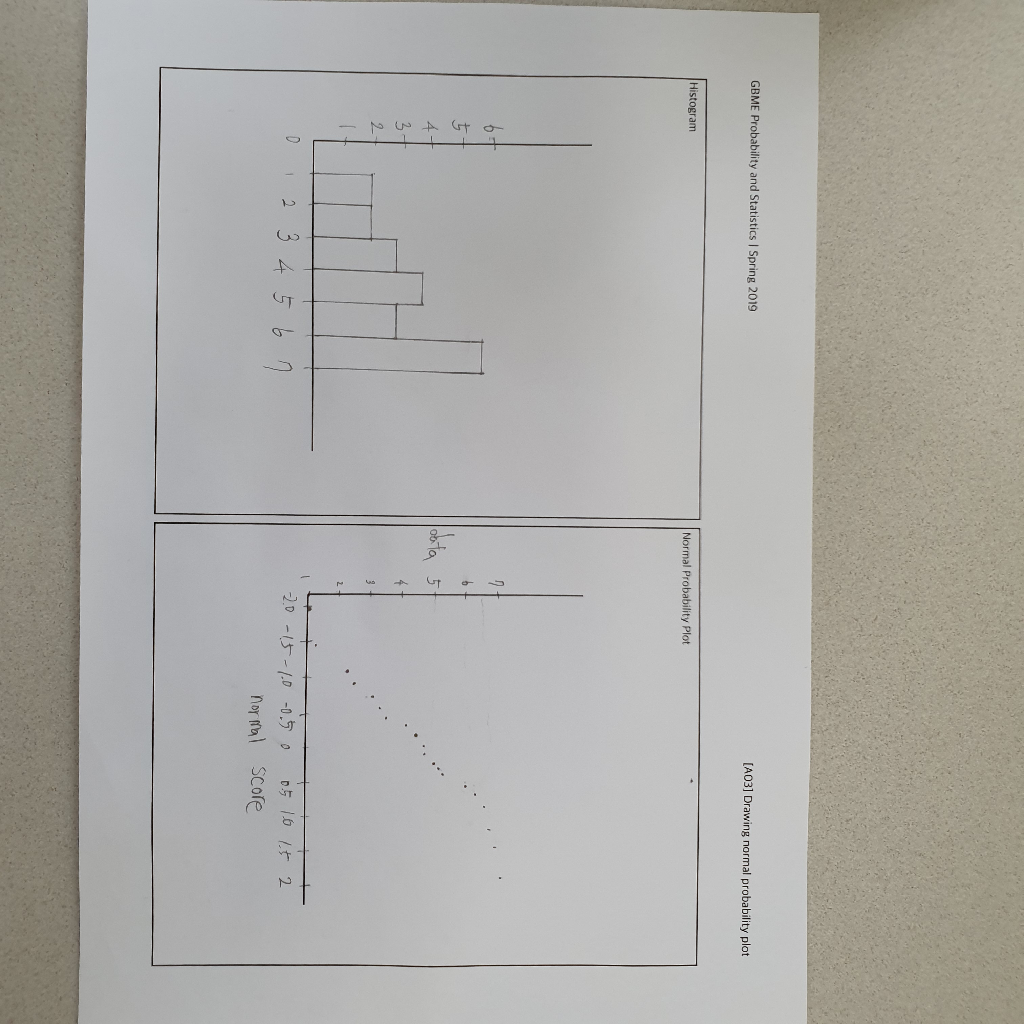 GBME Probability and Statistics | Spring 2019
[A03] Drawing normal probability plot
Histogram
6
5
4
3
2
1
0 1 2 3 4 5 6 7
Normal Probability Plot
7
6
data 5
4
3
2
1
-2.0 -1.5 -1.0 -0.5 0 0.5 1.0 1.5 2
normal score